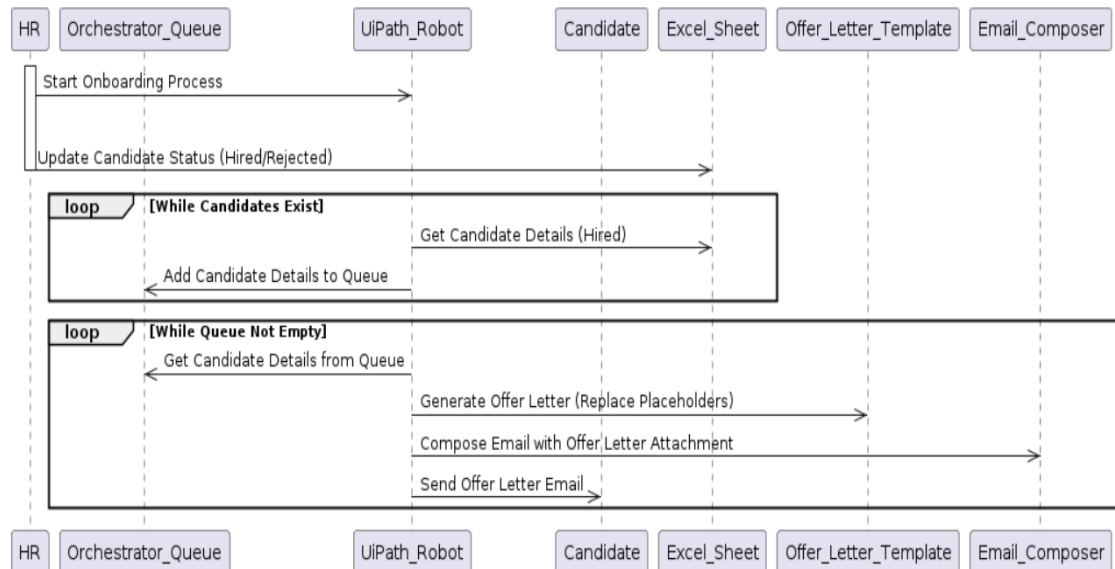 HR Orchestrator_Queue UiPath_Robot Candidate Excel_Sheet Offer_Letter_Template Email_Composer
Start Onboarding Process
Update Candidate Status (Hired/Rejected)
loop [While Candidates Exist]
Get Candidate Details (Hired)
Add Candidate Details to Queue
loop [While Queue Not Empty]
Get Candidate Details from Queue
Generate Offer Letter (Replace Placeholders)
Compose Email with Offer Letter Attachment
Send Offer Letter Email
HR Orchestrator_Queue UiPath_Robot Candidate Excel_Sheet Offer_Letter_Template Email_Composer